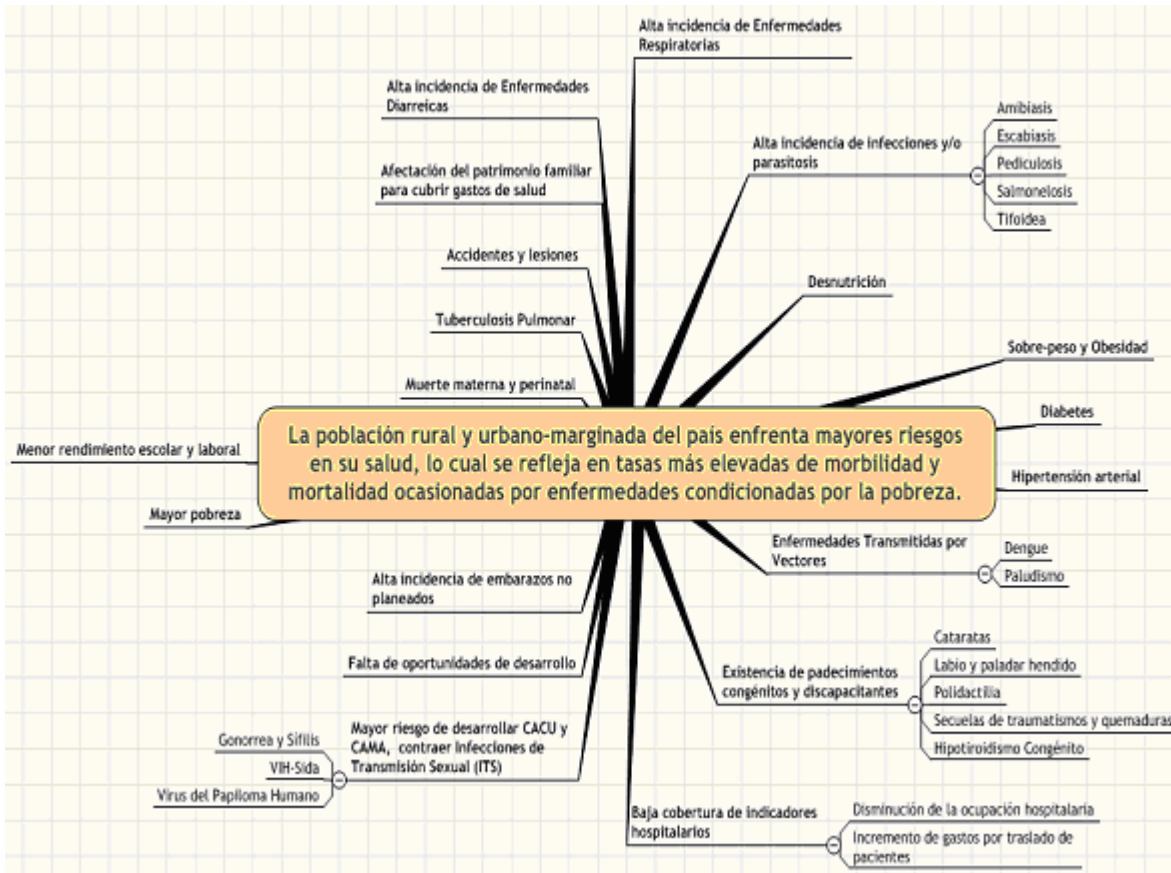 Alta incidencia de Enfermedades
Respiratorias
Alta incidencia de Enfermedades
Diarreicas
Alta incidencia de infecciones y/o
parasitosis
Amibiasis
Escabiasis
Pediculosis
Salmonelosis
Tifoidea
Afectación del patrimonio familiar
para cubrir gastos de salud
Accidentes y lesiones
Desnutrición
Tuberculosis Pulmonar
Sobre-peso y Obesidad
Muerte materna y perinatal
Diabetes
Menor rendimiento escolar y laboral
La población rural y urbano-marginada del país enfrenta mayores riesgos
en su salud, lo cual se refleja en tasas más elevadas de morbilidad y
mortalidad ocasionadas por enfermedades condicionadas por la pobreza.
Hipertensión arterial
Mayor pobreza
Enfermedades Transmitidas por
Vectores
Dengue
Paludismo
Alta incidencia de embarazos no
planeados
Falta de oportunidades de desarrollo
Existencia de padecimientos
congénitos y discapacitantes
Cataratas
Labio y paladar hendido
Polidactilia
Secuelas de traumatismos y quemaduras
Hipotiroidismo Congénito
Mayor riesgo de desarrollar CACU y
CAMA, contraer Infecciones de
Transmisión Sexual (ITS)
Gonorrea y Sífilis
VIH-Sida
Virus del Papiloma Humano
Baja cobertura de indicadores
hospitalarios
Disminución de la ocupación hospitalaria
Incremento de gastos por traslado de
pacientes